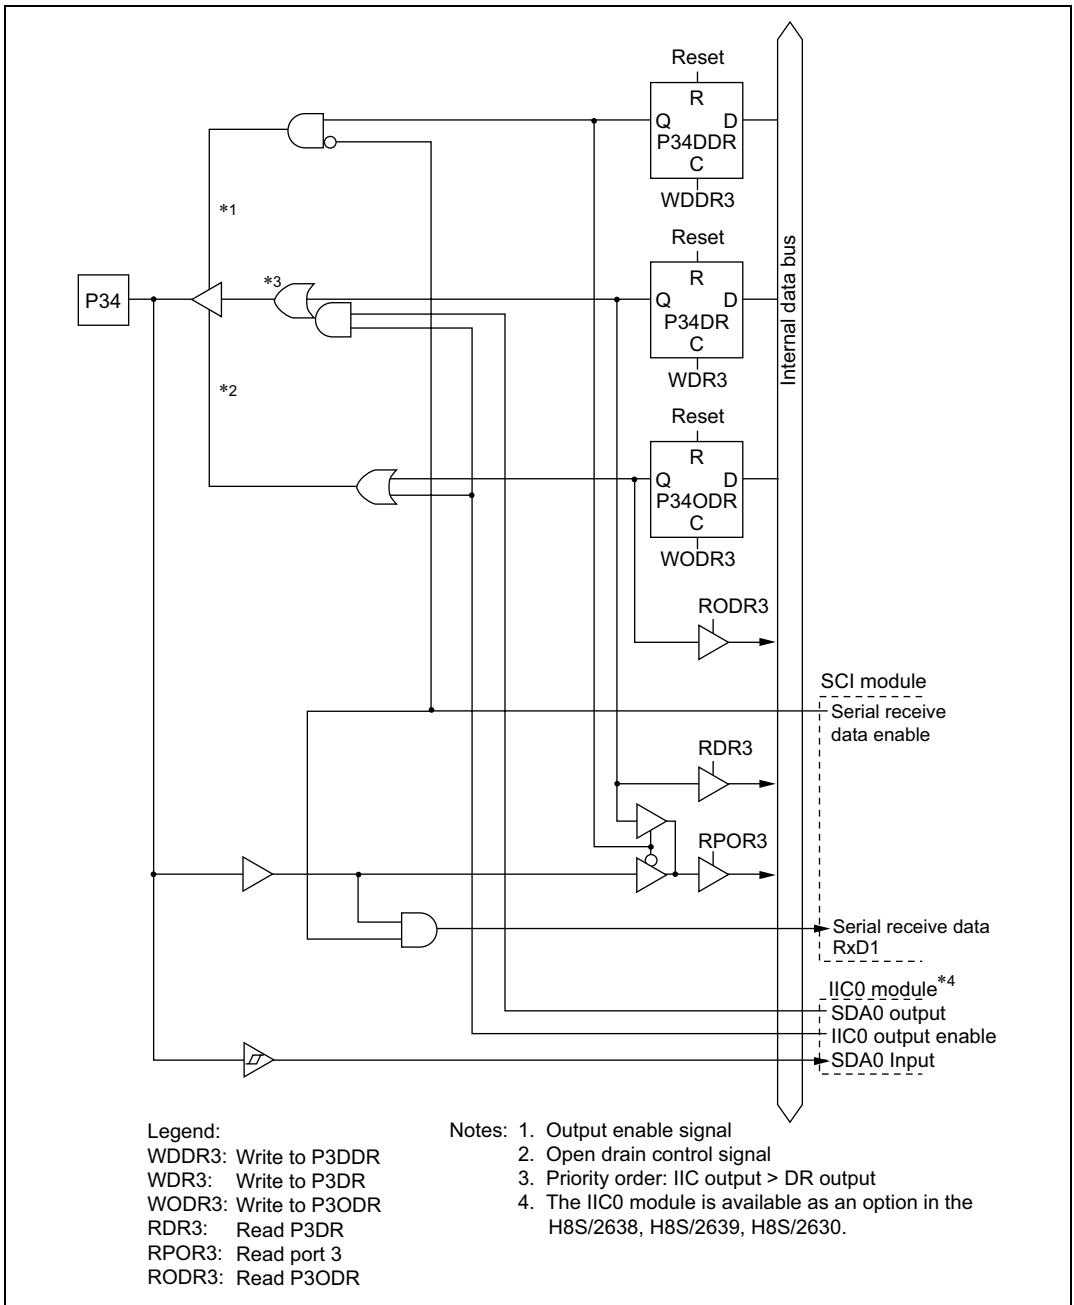 Reset
R
Q D
P34DDR
C
WDDR3
*1
Reset
R
P34
*3
Q D
P34DR
C
WDR3
Internal data bus
*2
Reset
R
Q D
P34ODR
C
WODR3
RODR3
SCI module
Serial receive
data enable
RDR3
RPOR3
Serial receive data
RxD1
IIC0 module*4
SDA0 output
IIC0 output enable
SDA0 Input
Legend:
WDDR3: Write to P3DDR
WDR3: Write to P3DR
WODR3: Write to P3ODR
RDR3: Read P3DR
RPOR3: Read port 3
RODR3: Read P3ODR
Notes: 1. Output enable signal
2. Open drain control signal
3. Priority order: IIC output > DR output
4. The IIC0 module is available as an option in the
H8S/2638, H8S/2639, H8S/2630.